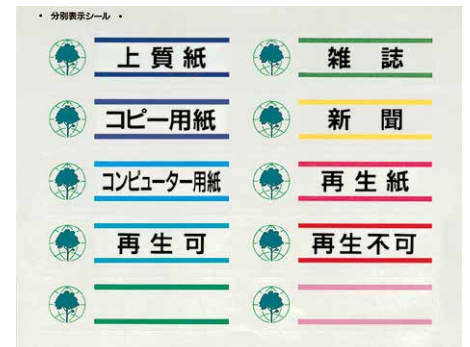 ・ 分別表示シール ・
上質紙
雑誌
コピー用紙
新聞
コンピューター用紙
再生紙
再生可
再生不可